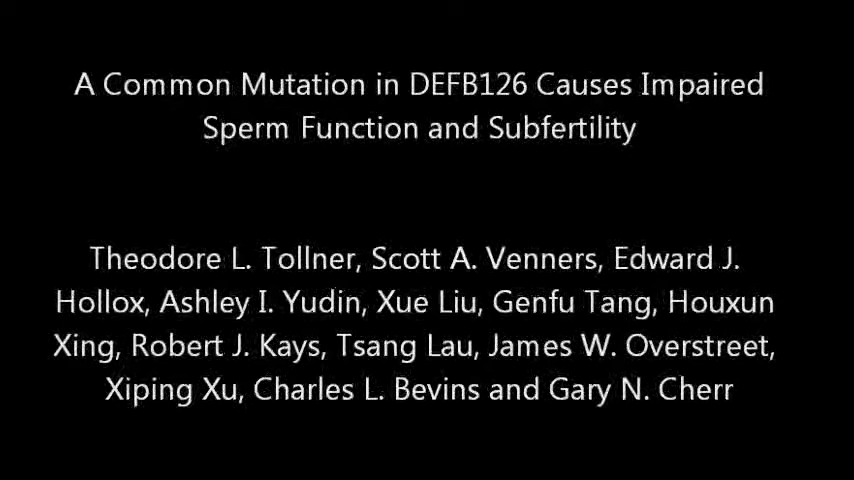 A Common Mutation in DEFB126 Causes Impaired
Sperm Function and Subfertility
Theodore L. Tollner, Scott A. Venners, Edward J.
Hollox, Ashley I. Yudin, Xue Liu, Genfu Tang, Houxun
Xing, Robert J. Kays, Tsang Lau, James W. Overstreet,
Xiping Xu, Charles L. Bevins and Gary N. Cherr